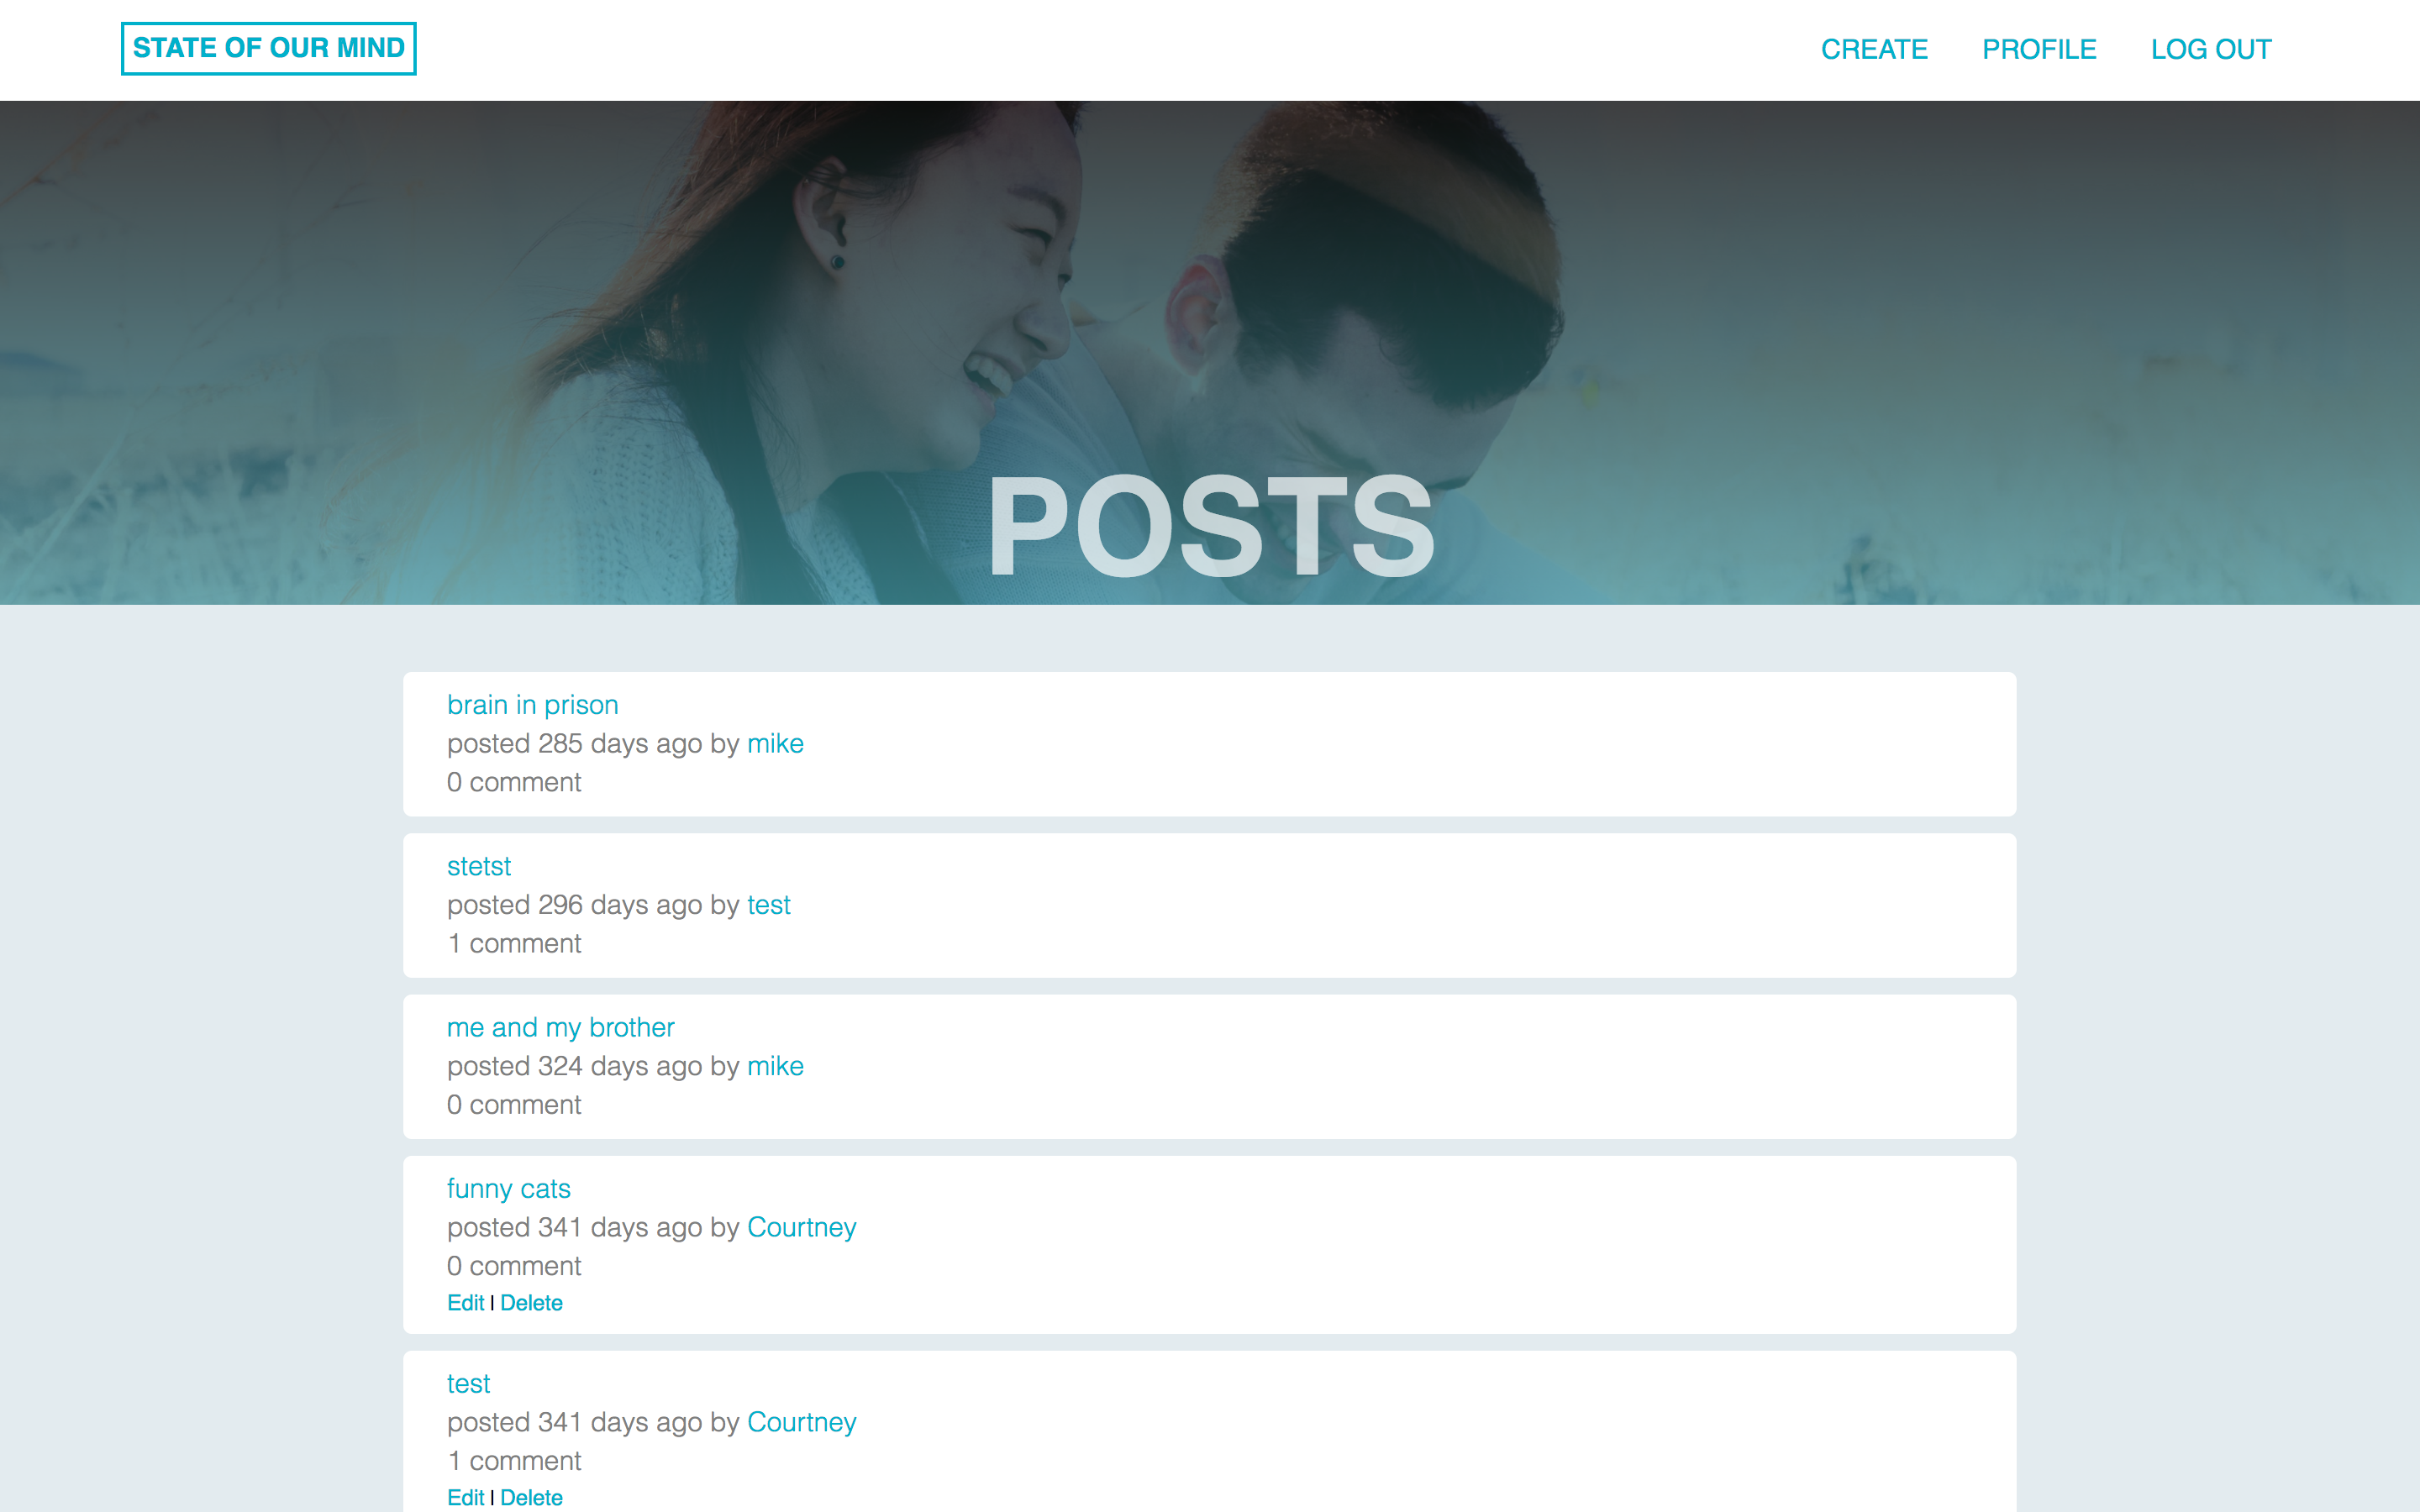 STATE OF OUR MIND
CREATE PROFILE LOG OUT
POSTS
brain in prison
posted 285 days ago by mike
0 comment
stetst
posted 296 days ago by test
1 comment
me and my brother
posted 324 days ago by mike
0 comment
funny cats
posted 341 days ago by Courtney
0 comment
Edit | Delete
test
posted 341 days ago by Courtney
1 comment
Edit | Delete